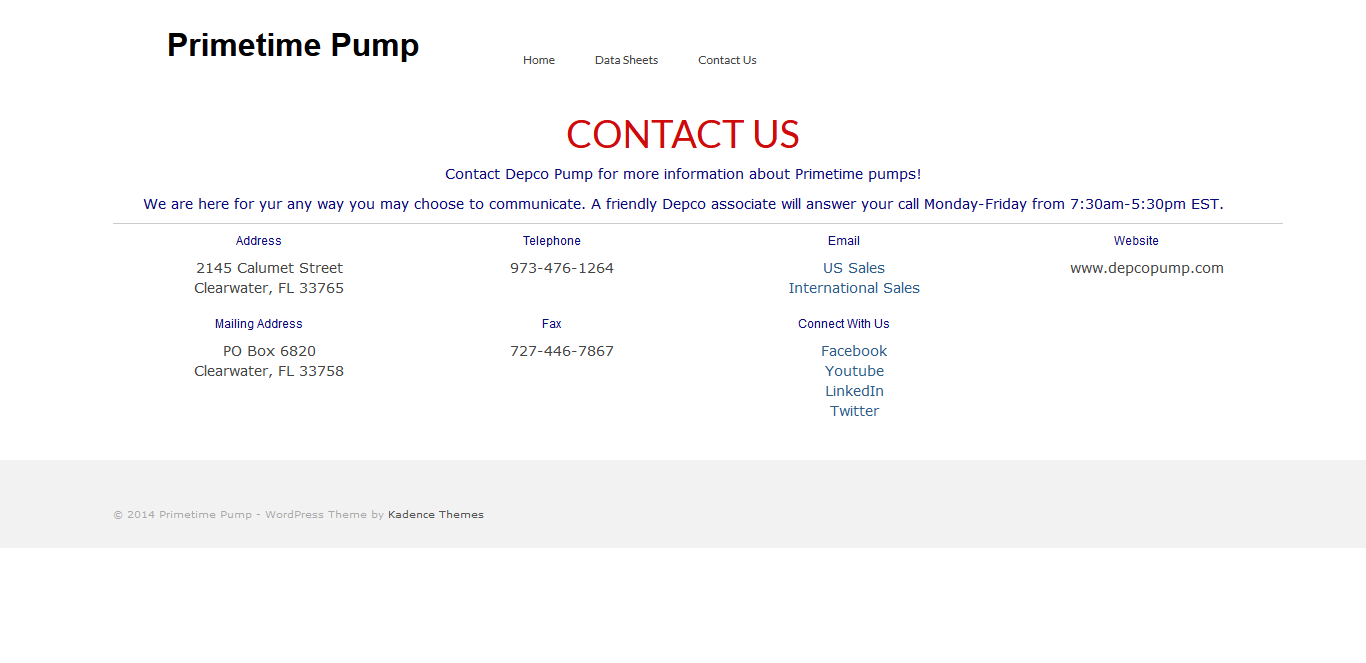 Primetime Pump
Home Data Sheets Contact Us
CONTACT US
Contact Depco Pump for more information about Primetime pumps!
We are here for yur any way you may choose to communicate. A friendly Depco associate will answer your call Monday-Friday from 7:30am-5:30pm EST.
Address
2145 Calumet Street
Clearwater, FL 33765
Telephone
973-476-1264
Email
US Sales
International Sales
Website
www.depcopump.com
Mailing Address
PO Box 6820
Clearwater, FL 33758
Fax
727-446-7867
Connect With Us
Facebook
Youtube
LinkedIn
Twitter
© 2014 Primetime Pump - WordPress Theme by Kadence Themes